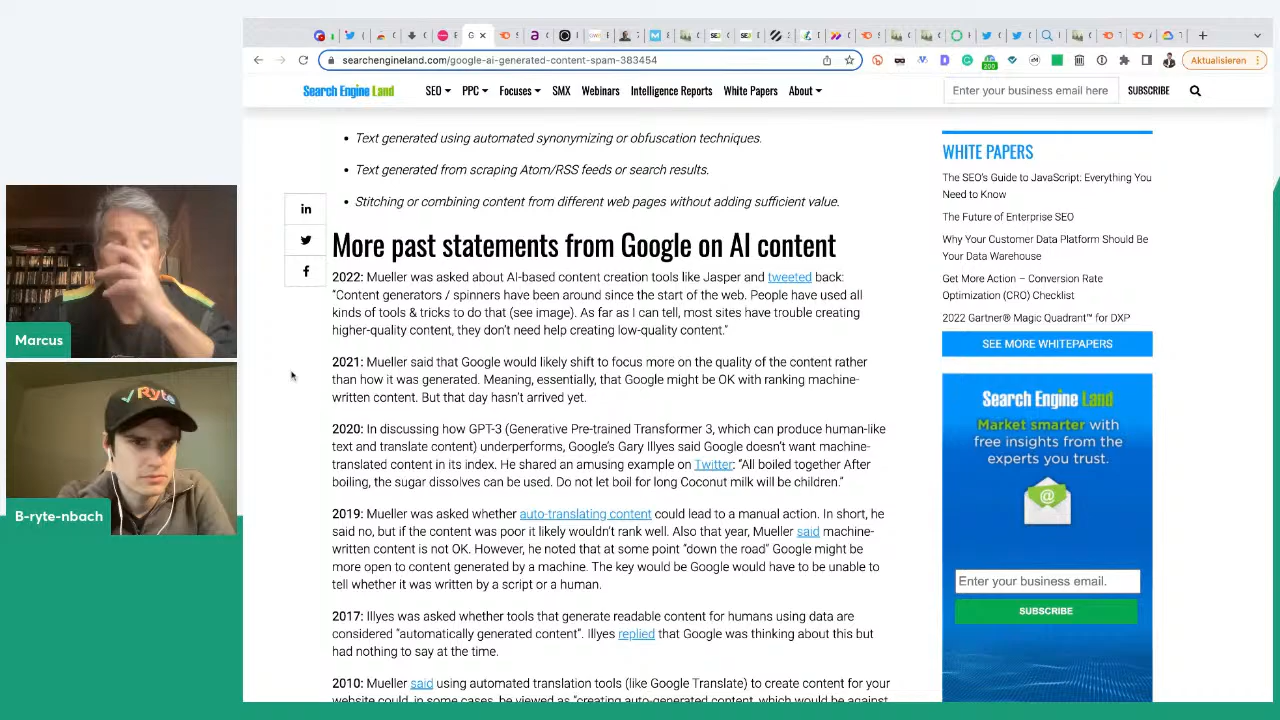 searchengineland.com/google-ai-generated-content-spam-383454
Aktualisieren
Search Engine Land
SEO
PPC
Focuses
SMX
Webinars
Intelligence Reports
White Papers
About
Enter your business email here
SUBSCRIBE
• Text generated using automated synonymizing or obfuscation techniques.
• Text generated from scraping Atom/RSS feeds or search results.
• Stitching or combining content from different web pages without adding sufficient value.
More past statements from Google on AI content
2022: Mueller was asked about AI-based content creation tools like Jasper and tweeted back:
“Content generators / spinners have been around since the start of the web. People have used all
kinds of tools & tricks to do that (see image). As far as I can tell, most sites have trouble creating
higher-quality content, they don’t need help creating low-quality content.”
2021: Mueller said that Google would likely shift to focus more on the quality of the content rather
than how it was generated. Meaning, essentially, that Google might be OK with ranking machine-
written content. But that day hasn’t arrived yet.
2020: In discussing how GPT-3 (Generative Pre-trained Transformer 3, which can produce human-like
translate content) underperforms, Google’s Gary Illyes said Google doesn’t want machine-
translated content in its index. He shared an amusing example on Twitter: “All boiled together After
boiling, the sugar dissolves can be used. Do not let boil for long Coconut milk will be children.”
2019: Mueller was asked whether auto-translating content could lead to a manual action. In short, he
said no, but if the content was poor it likely wouldn’t rank well. Also that year, Mueller said machine-
written content is not OK. However, he noted that at some point “down the road” Google might be
more open to content generated by a machine. The key would be Google would have to be unable to
tell whether it was written by a script or a human.
2017: Illyes was asked whether tools that generate readable content for humans using data are
considered “automatically generated content”. Illyes replied that Google was thinking about this but
had nothing to say at the time.
said using automated translation tools (like Google Translate) to create content for your
WHITE PAPERS
The SEO’s Guide to JavaScript: Everything You
Need to Know
The Future of Enterprise SEO
Why Your Customer Data Platform Should Be
Your Data Warehouse
Get More Action – Conversion Rate
Optimization (CRO) Checklist
2022 Gartner® Magic Quadrant™ for DXP
SEE MORE WHITEPAPERS
Search Engine Land
Market smarter with
free insights from the
experts you trust.
@
Enter your business email.
SUBSCRIBE
Marcus
Ryte
B-ryte-nbach